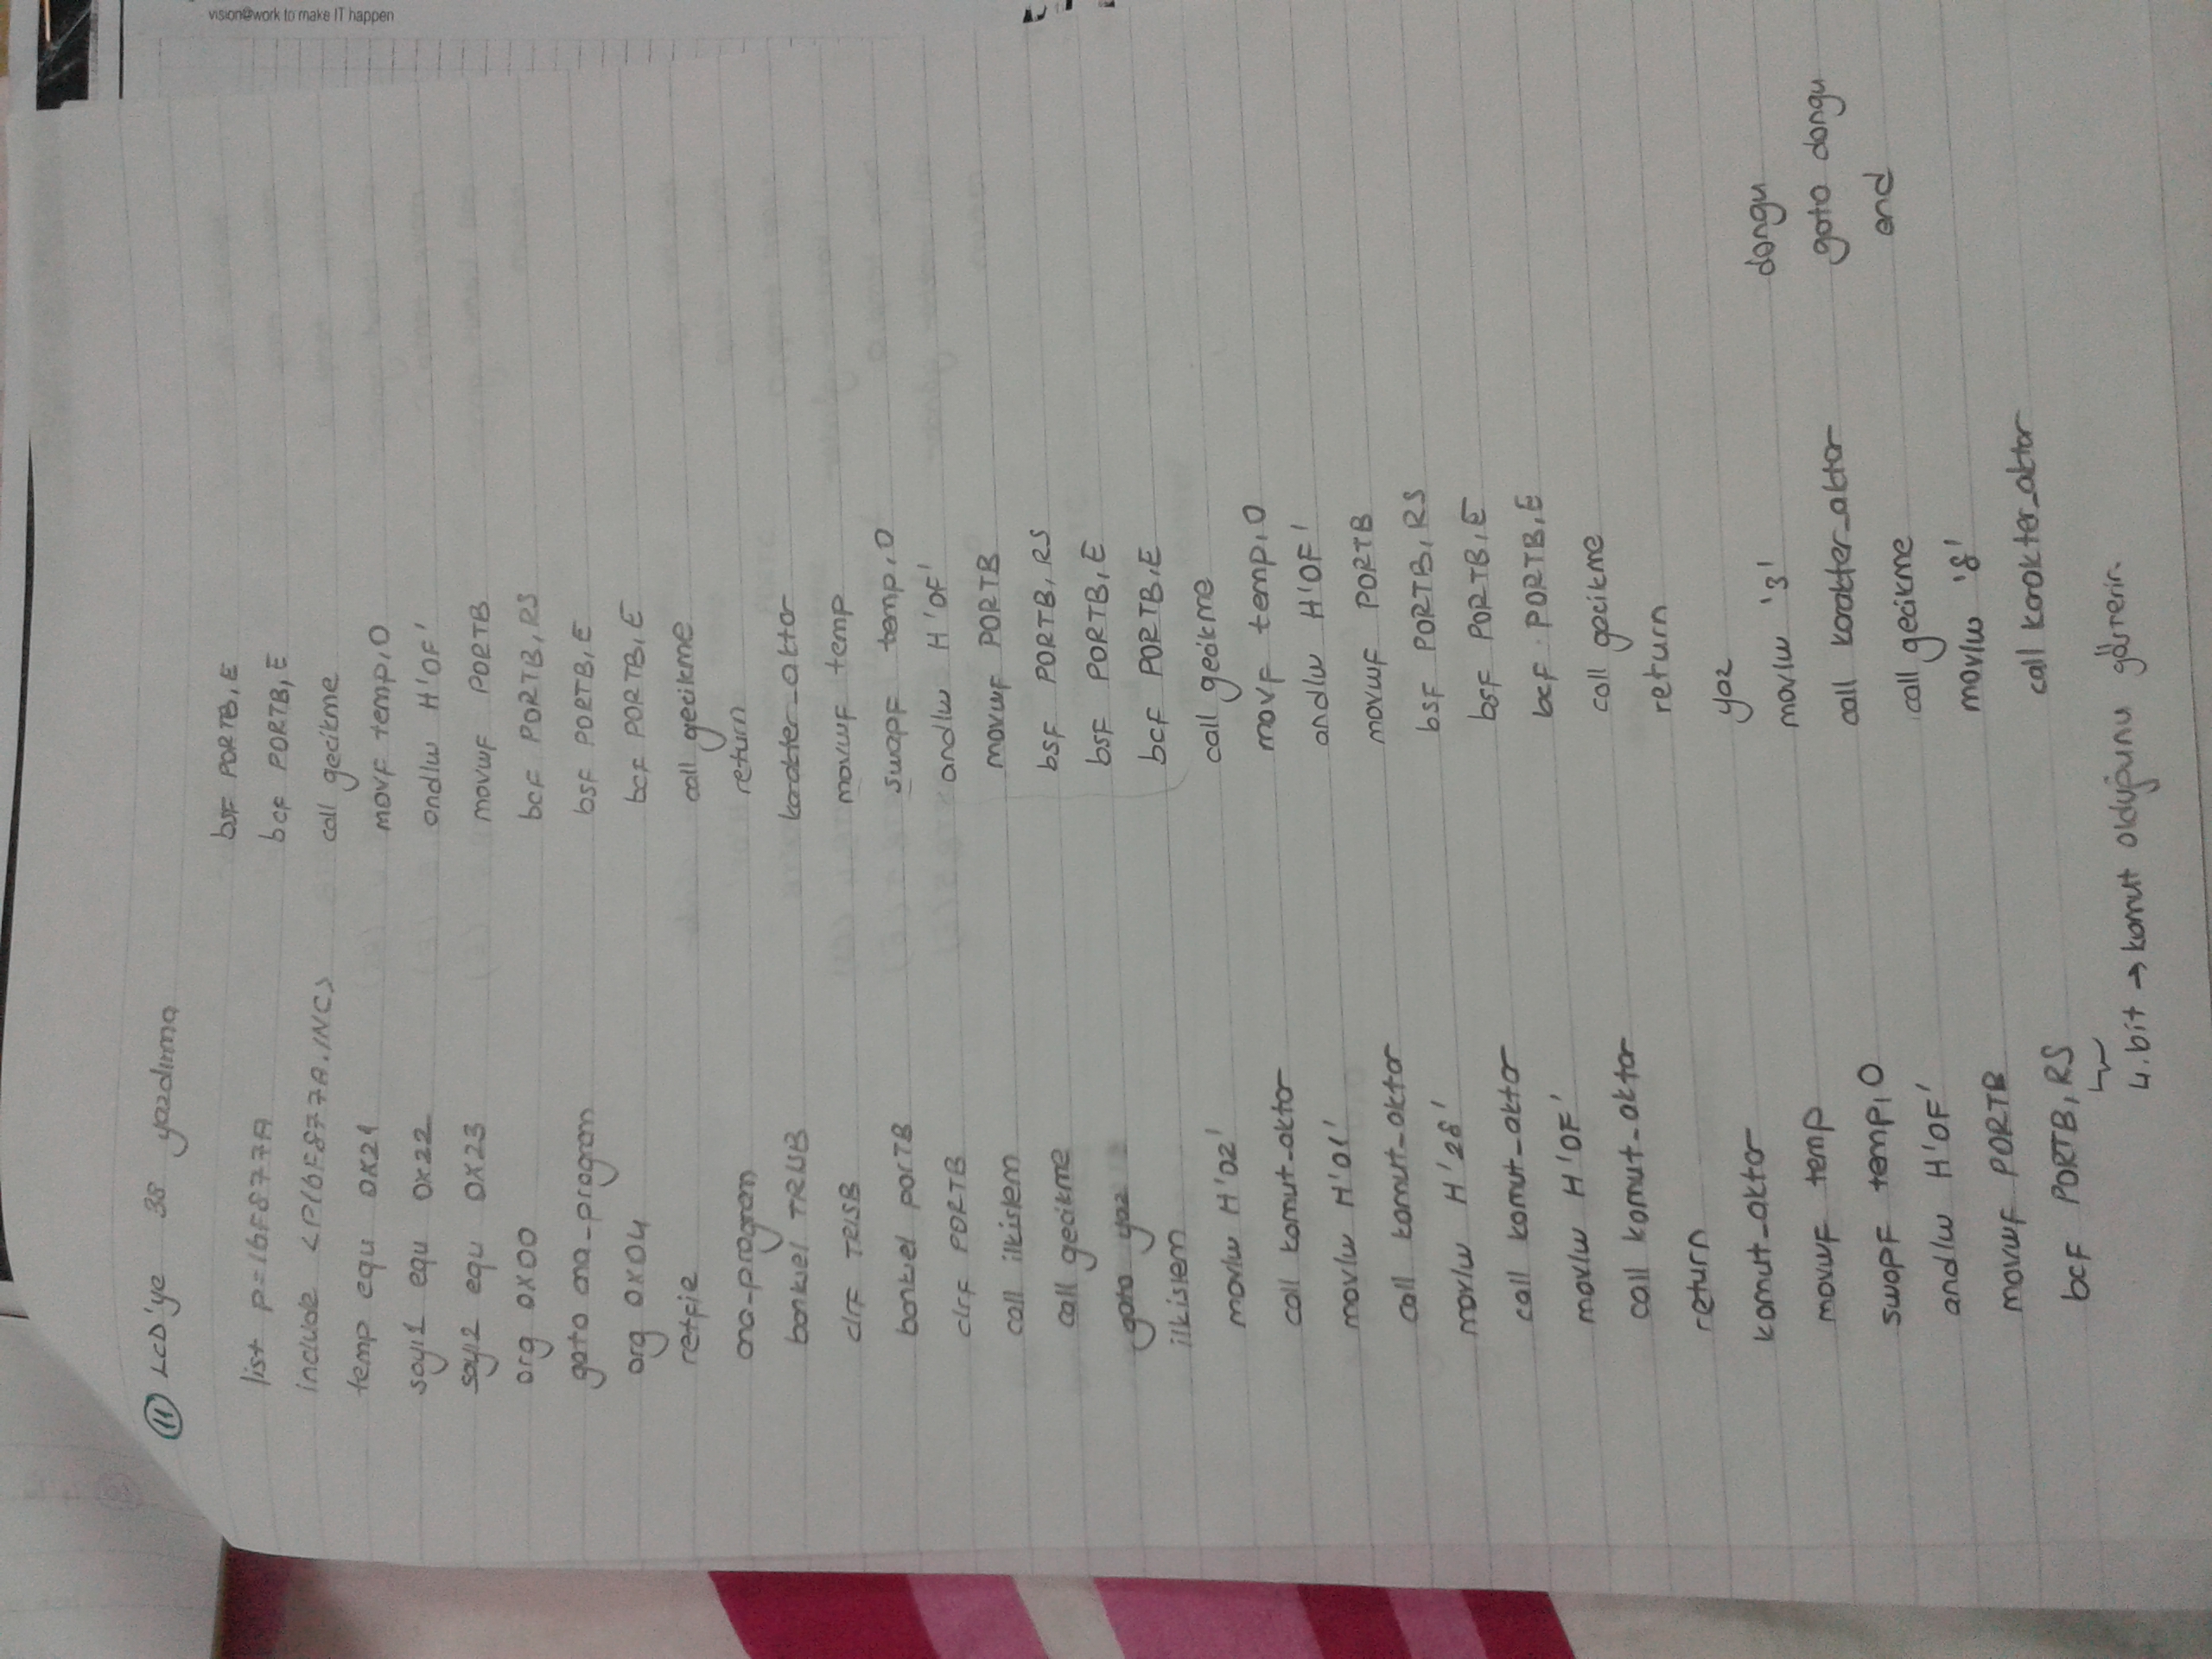 11 LCD'ye 38 yazdırma
list p=16F877A
include <P16F877A.INC>
temp equ 0x21
sayı1 equ 0x22
sayı2 equ 0X23
org 0X00
goto ana_program
org 0X04
retfie
ana_program
banksel TRISB
clrf TRISB
banksel porTB
clrf PORTB
call ilkislem
call gecikme
goto yaz
ilkislem
movlw H'02'
call komut_aktar
movlw H'01'
call komut_aktar
movlw H'28'
call komut_aktar
movlw H'0F'
call komut_aktar
return
komut_aktar
movwf temp
swapf temp,0
andlw H'0F'
movwf PORTB
bcf PORTB,RS
4.bit → komut olduğunu gösterir.
bsf PORTB,E
bcf PORTB,E
call gecikme
movf temp,0
andlw H'0F'
movwf PORTB
bcf PORTB,RS
bsf PORTB,E
bcf PORTB,E
call gecikme
return
karakter_aktar
movwf temp
swapf temp,0
andlw H'0F'
movwf PORTB
bsf PORTB,RS
bsf PORTB,E
bcf PORTB,E
call gecikme
movf temp,0
andlw H'0F'
movwf PORTB
bsf PORTB,RS
bsf PORTB,E
bcf PORTB,E
call gecikme
return
yaz
movlw '3'
call karakter_aktar
call gecikme
movlw '8'
call karakter_aktar
dongu
goto dongu
end
vision@work to make IT happen